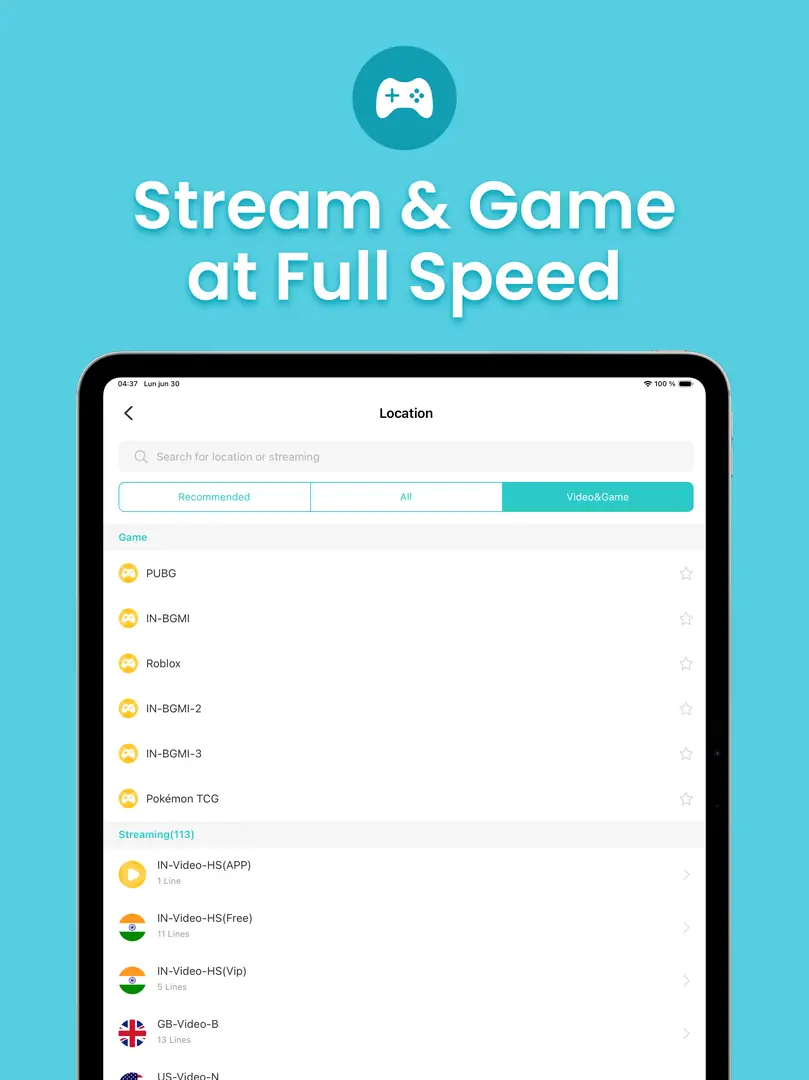 Stream & Game
at Full Speed
04:37 Lun jun 30
100 %
Location
Search for location or streaming
Recommended
All
Video&Game
Game
PUBG
IN-BGMI
Roblox
IN-BGMI-2
IN-BGMI-3
Pokémon TCG
Streaming(113)
IN-Video-HS(APP)
1 Line
IN-Video-HS(Free)
11 Lines
IN-Video-HS(Vip)
5 Lines
GB-Video-B
13 Lines
US-Video-N